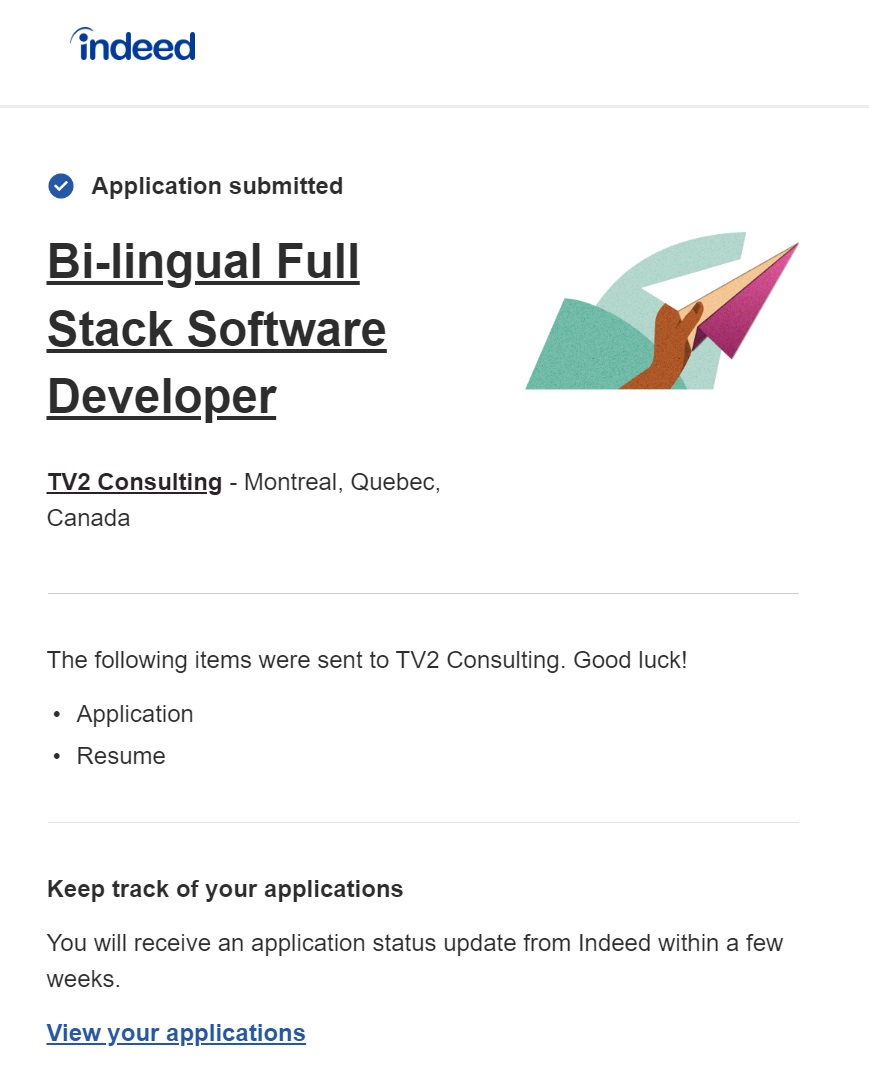 indeed
Application submitted
Bi-lingual Full
Stack Software
Developer
TV2 Consulting - Montreal, Quebec,
Canada
The following items were sent to TV2 Consulting. Good luck!
• Application
• Resume
Keep track of your applications
You will receive an application status update from Indeed within a few
weeks.
View your applications